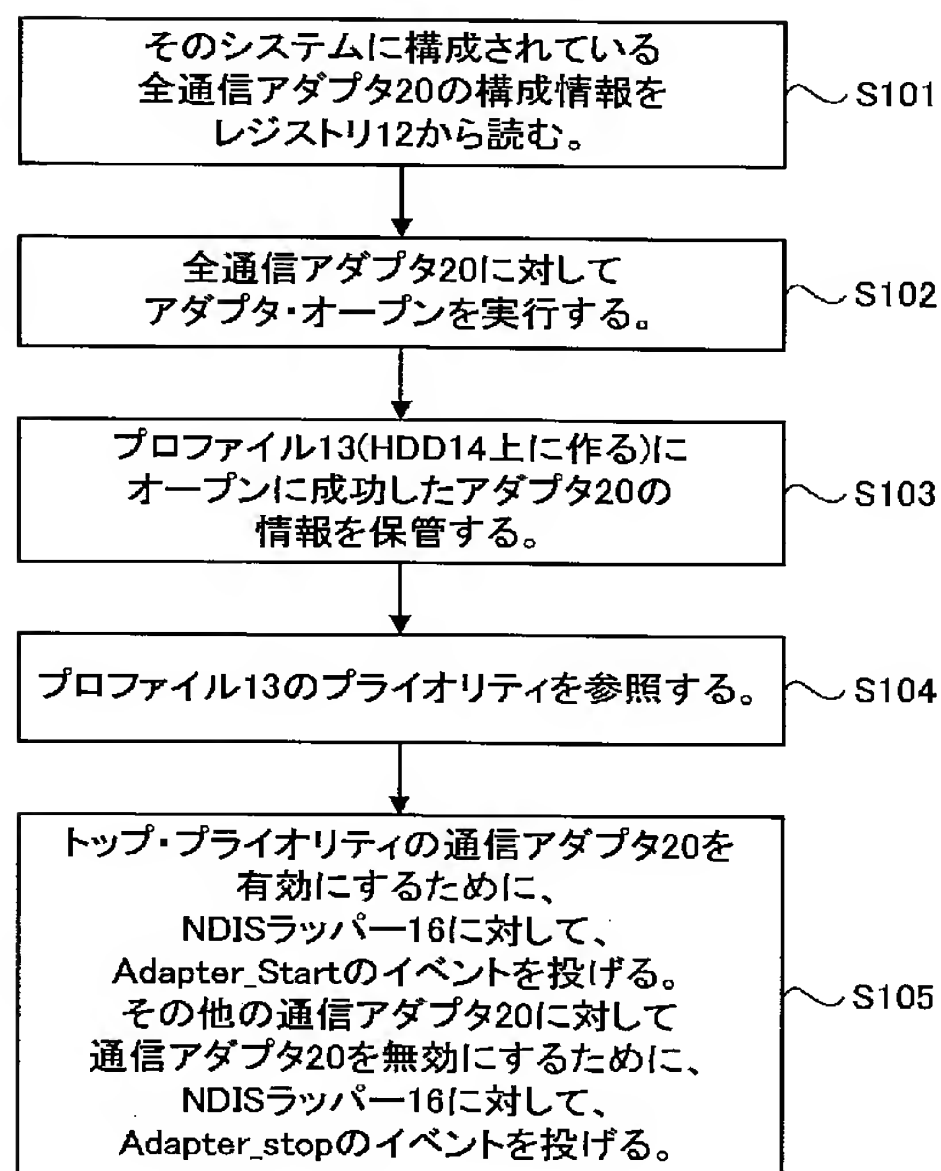 そのシステムに構成されている
全通信アダプタ20の構成情報を
レジストリ12から読む。
S101
全通信アダプタ20に対して
アダプタ・オープンを実行する。
S102
プロファイル13(HDD14上に作る)に
オープンに成功したアダプタ20の
情報を保管する。
S103
プロファイル13のプライオリティを参照する。
S104
トップ・プライオリティの通信アダプタ20を
有効にするために、
NDISラッパー16に対して、
Adapter_Startのイベントを投げる。
その他の通信アダプタ20に対して
通信アダプタ20を無効にするために、
NDISラッパー16に対して、
Adapter_stopのイベントを投げる。
S105